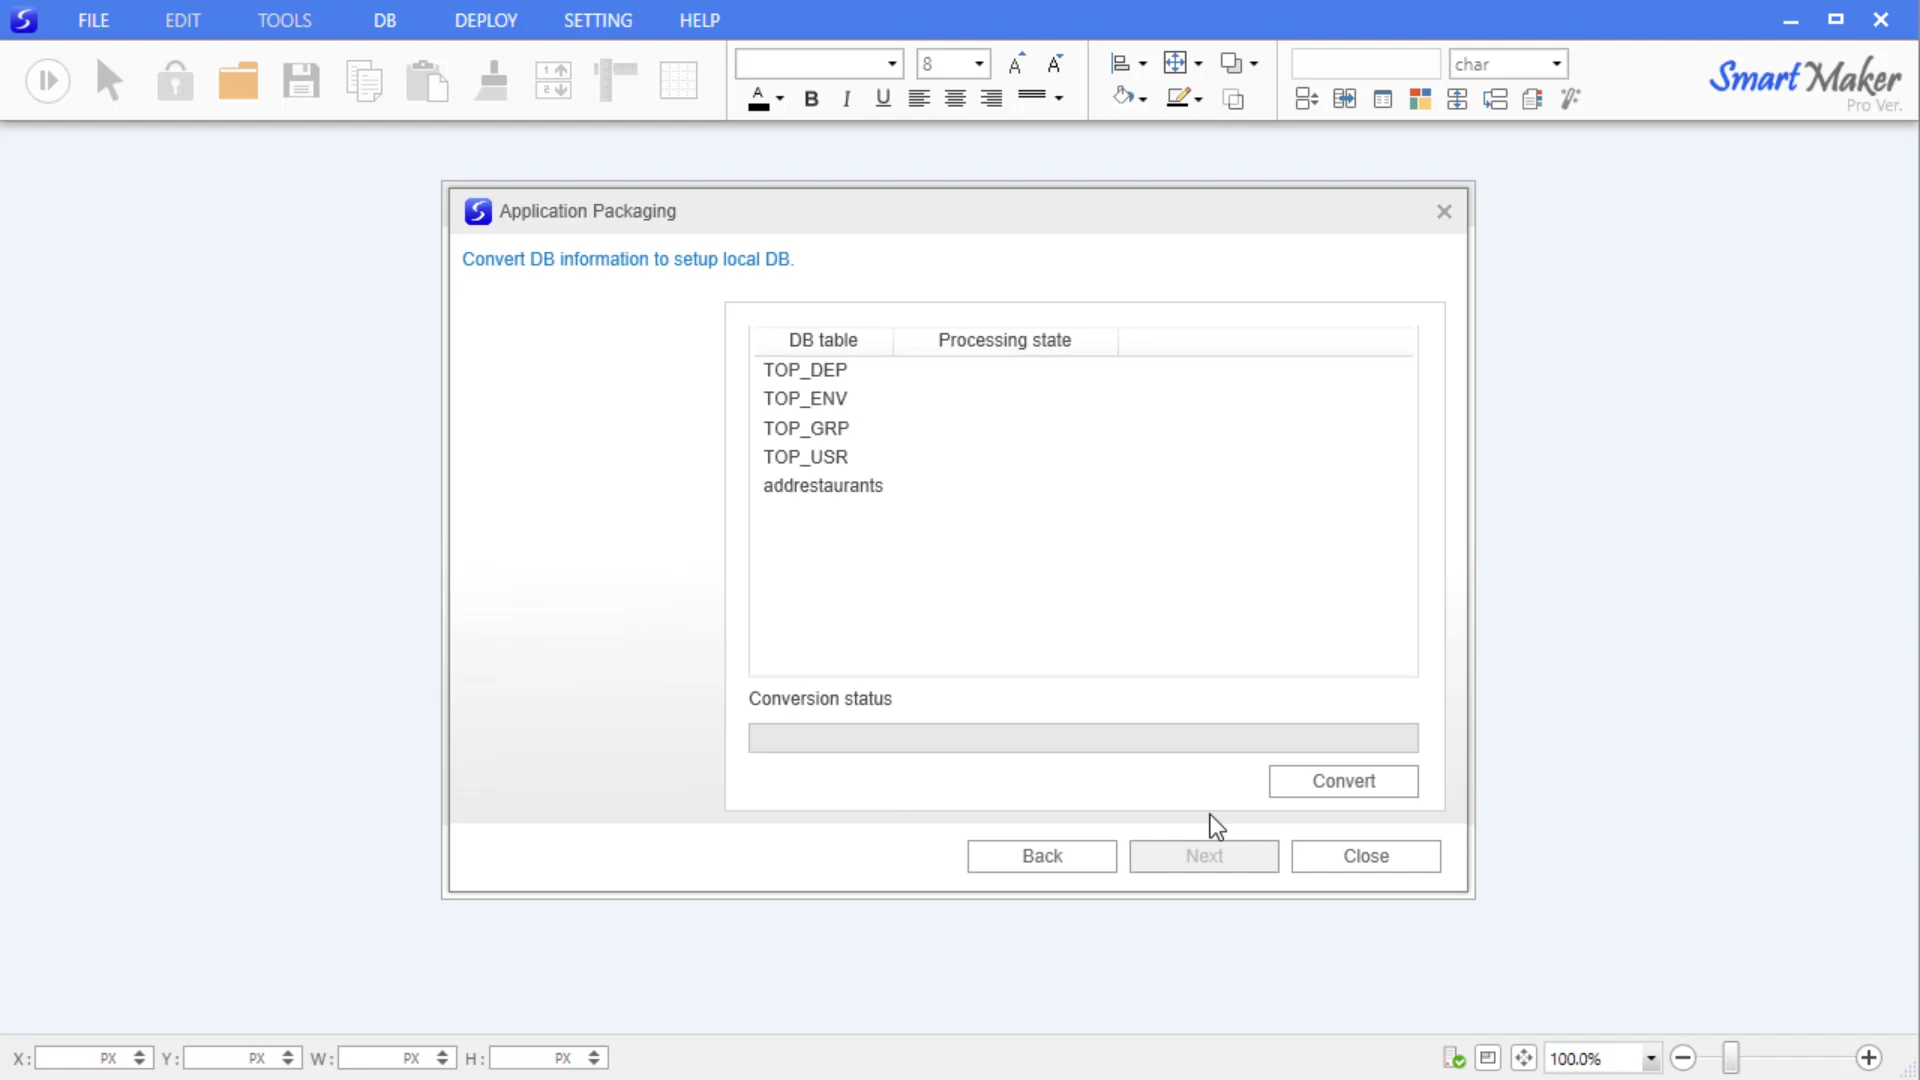 FILE EDIT TOOLS DB DEPLOY SETTING HELP
8
char
A B I U
Smart Maker
Pro Ver.
Application Packaging
Convert DB information to setup local DB.
DB table Processing state
TOP_DEP
TOP_ENV
TOP_GRP
TOP_USR
addrestaurants
Conversion status
Convert
Back Next Close
X: PX Y: PX W: PX H: PX 100.0%